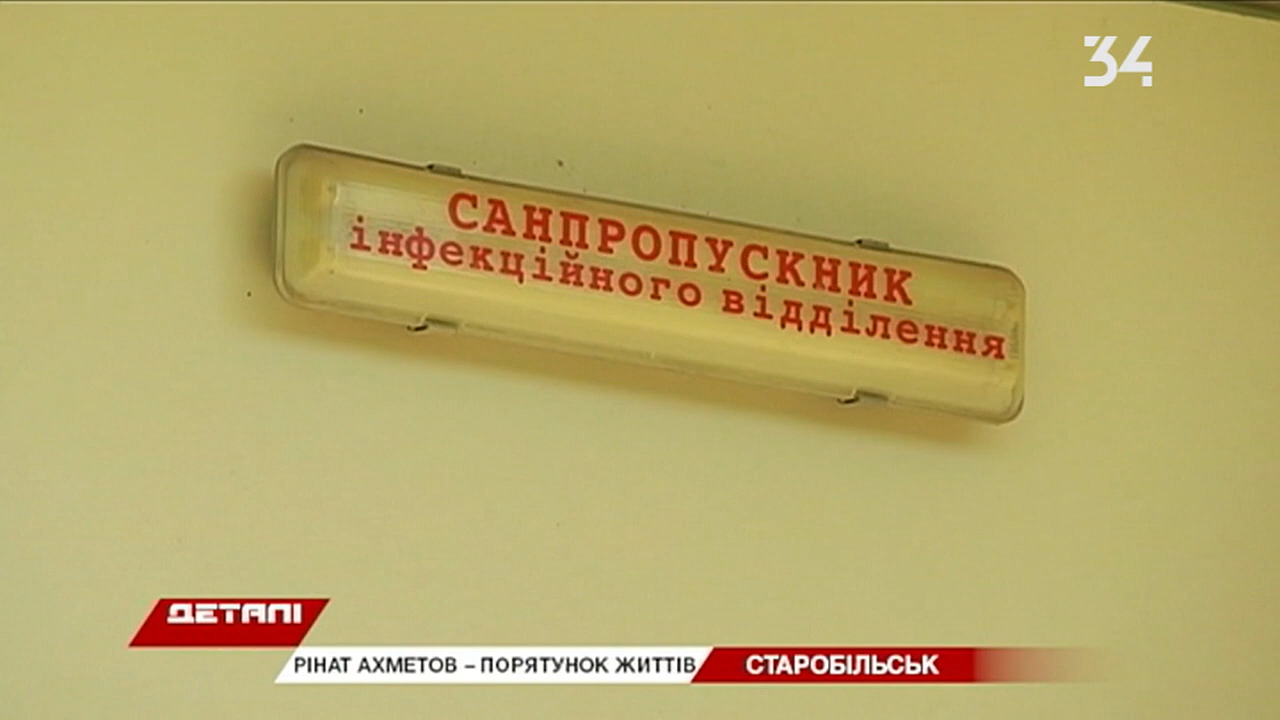 34
САНПРОПУСКНИК
інфекційного відділення
ДЕТАЛІ
РІНАТ АХМЕТОВ – ПОРЯТУНОК ЖИТТІВ
СТАРОБІЛЬСЬК